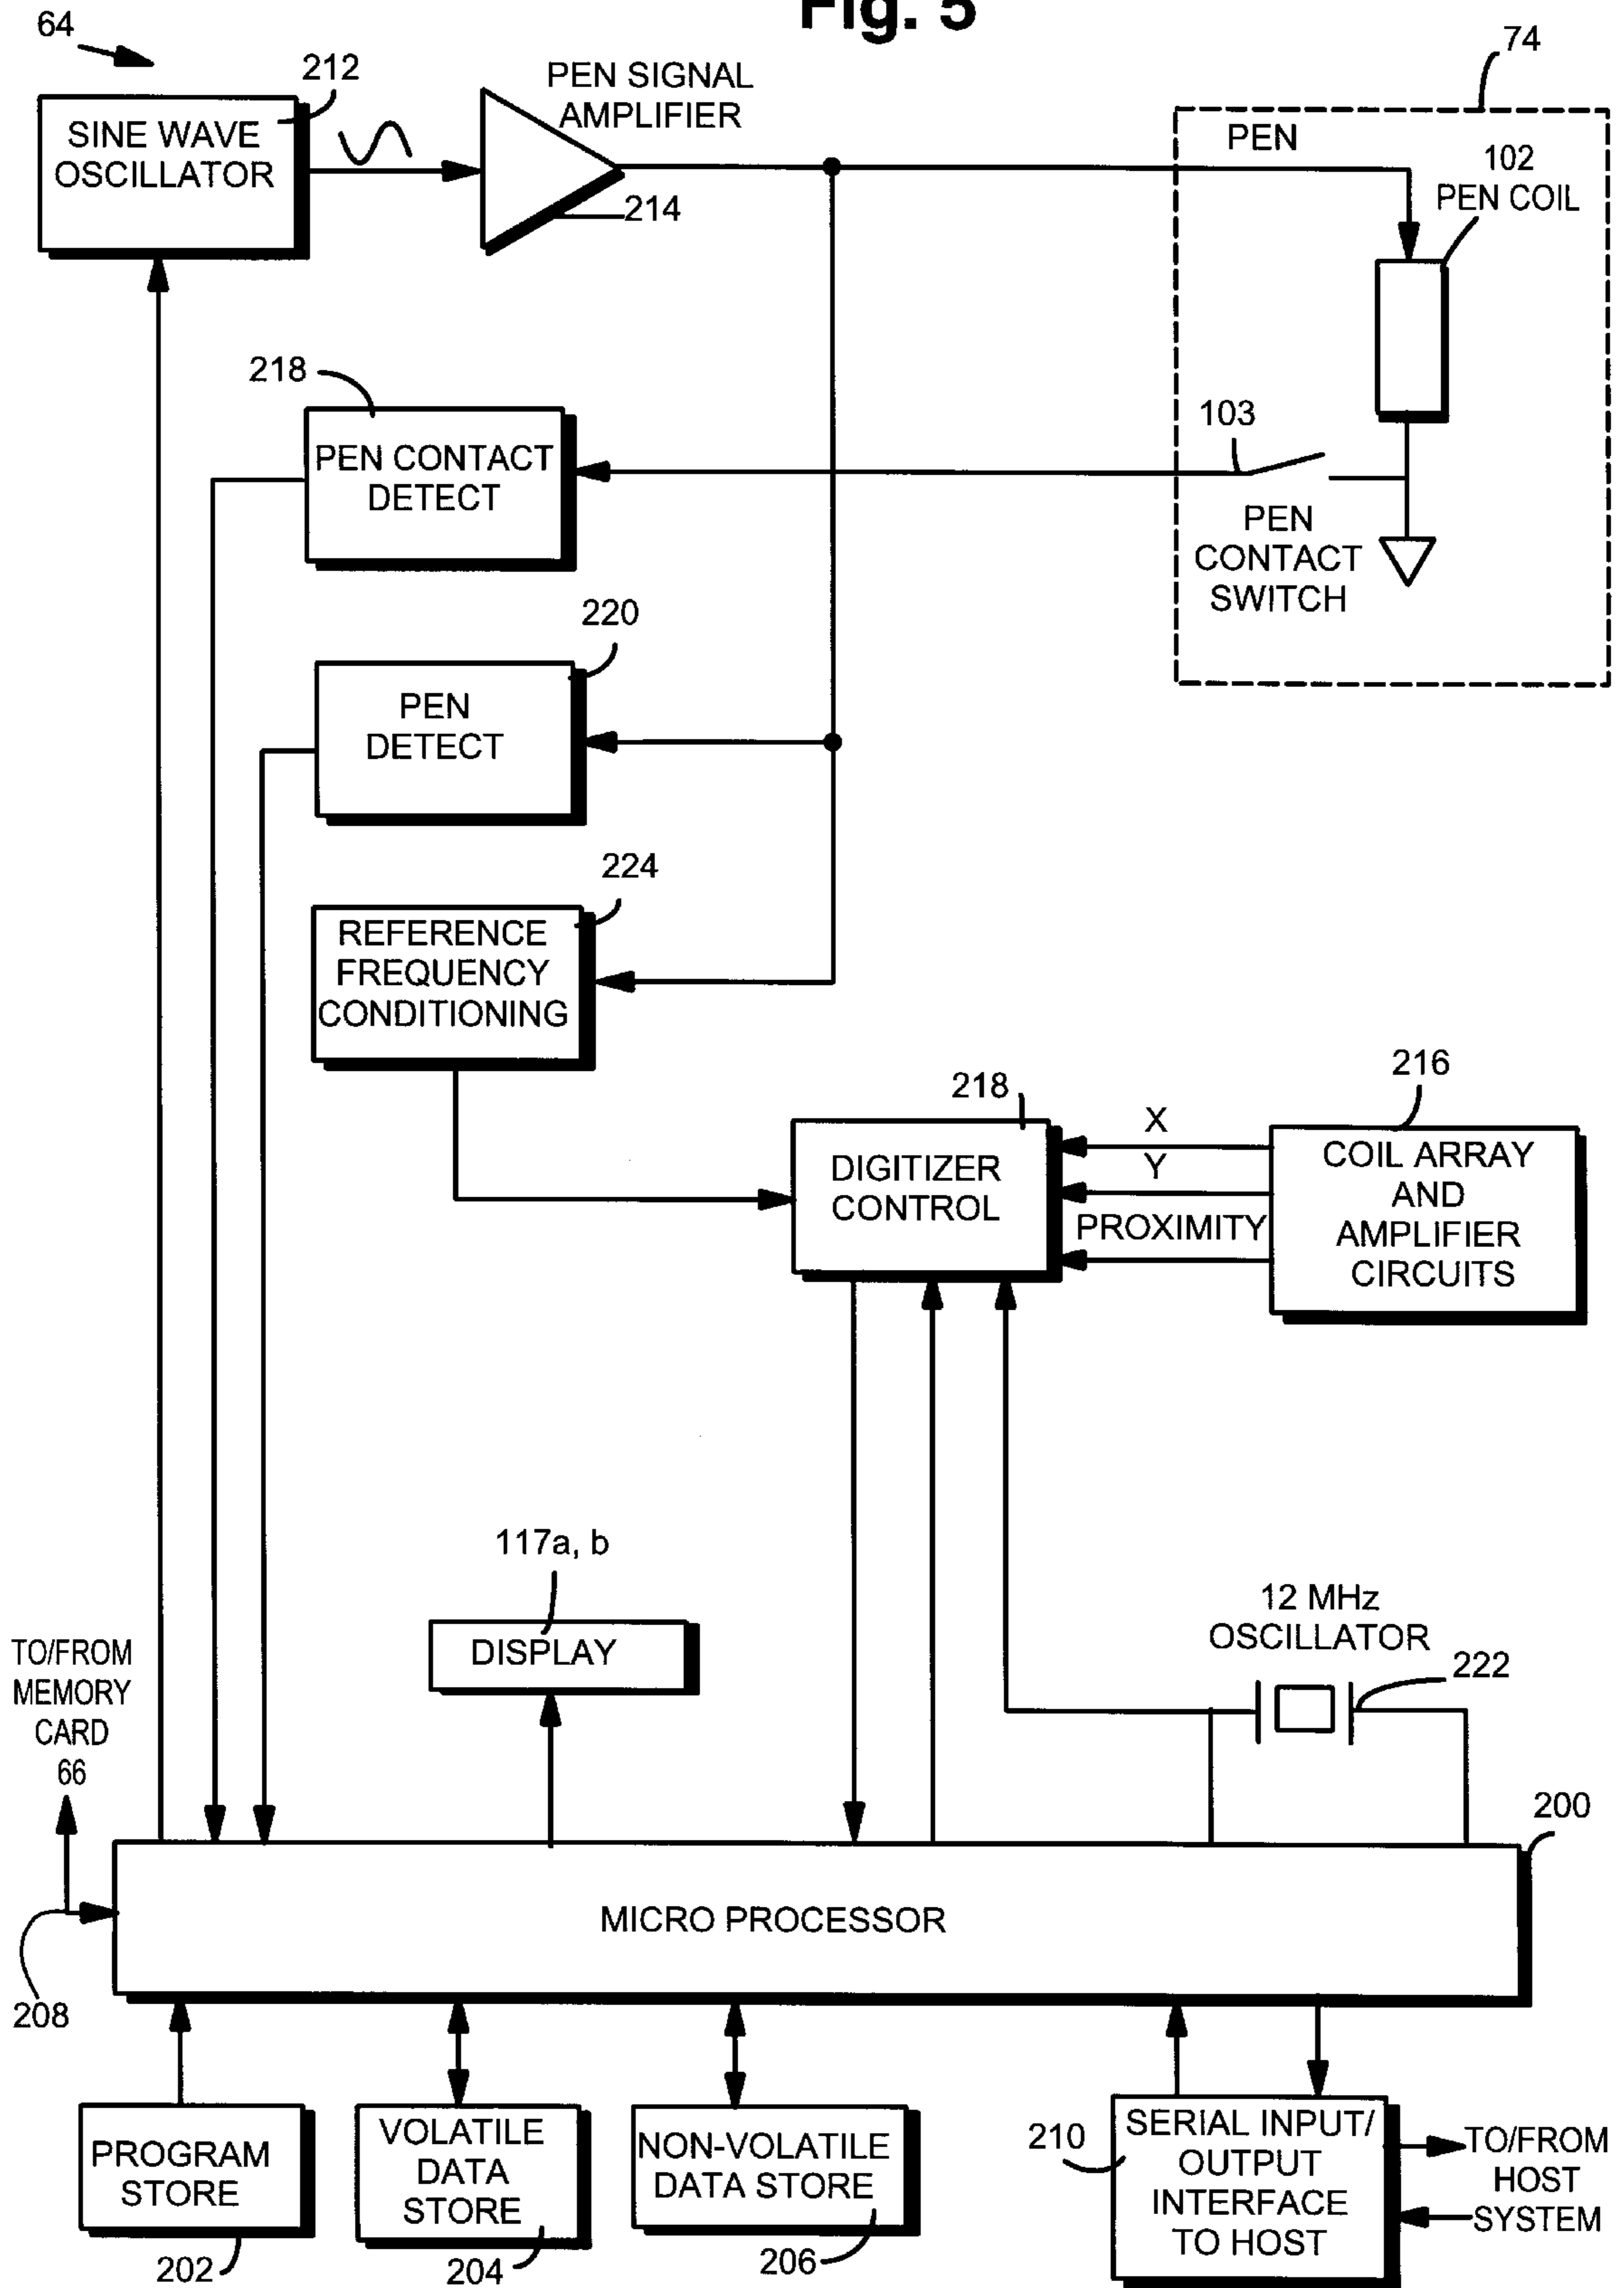 Fig. 5
64
212
SINE WAVE
OSCILLATOR
PEN SIGNAL
AMPLIFIER
214
74
PEN
102
PEN COIL
218
PEN CONTACT
DETECT
103
PEN
CONTACT
SWITCH
220
PEN
DETECT
224
REFERENCE
FREQUENCY
CONDITIONING
218
DIGITIZER
CONTROL
X
Y
PROXIMITY
216
COIL ARRAY
AND
AMPLIFIER
CIRCUITS
117a, b
DISPLAY
12 MHz
OSCILLATOR
222
TO/FROM
MEMORY
CARD
66
200
MICRO PROCESSOR
208
PROGRAM
STORE
202
VOLATILE
DATA
STORE
204
NON-VOLATILE
DATA STORE
206
210
SERIAL INPUT/
OUTPUT
INTERFACE
TO HOST
TO/FROM
HOST
SYSTEM